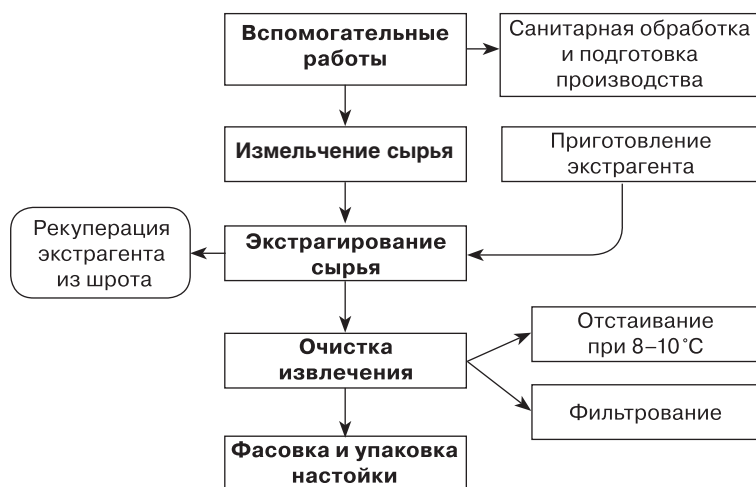 Вспомогательные
работы
Санитарная обработка
и подготовка
производства
Измельчение сырья
Приготовление
экстрагента
Рекуперация
экстрагента
из шрота
Экстрагирование
сырья
Очистка
извлечения
Отстаивание
при 8–10 °С
Фильтрование
Фасовка и упаковка
настойки